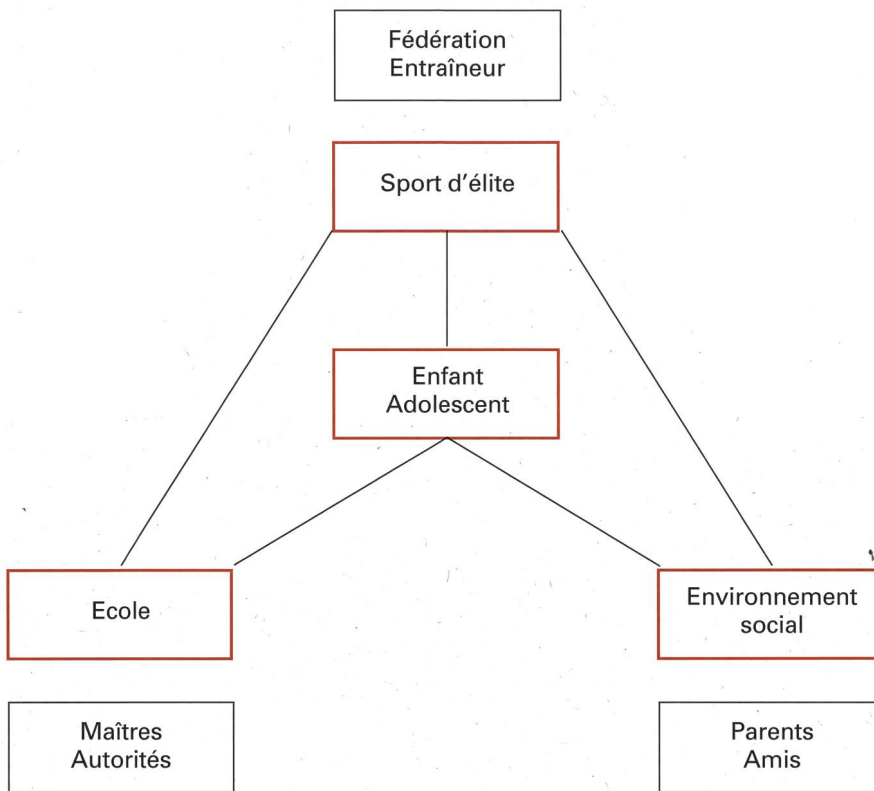 Fédération
Entraîneur
Sport d'élite
Enfant
Adolescent
Ecole
Environnement
social
Maîtres
Autorités
Parents
Amis